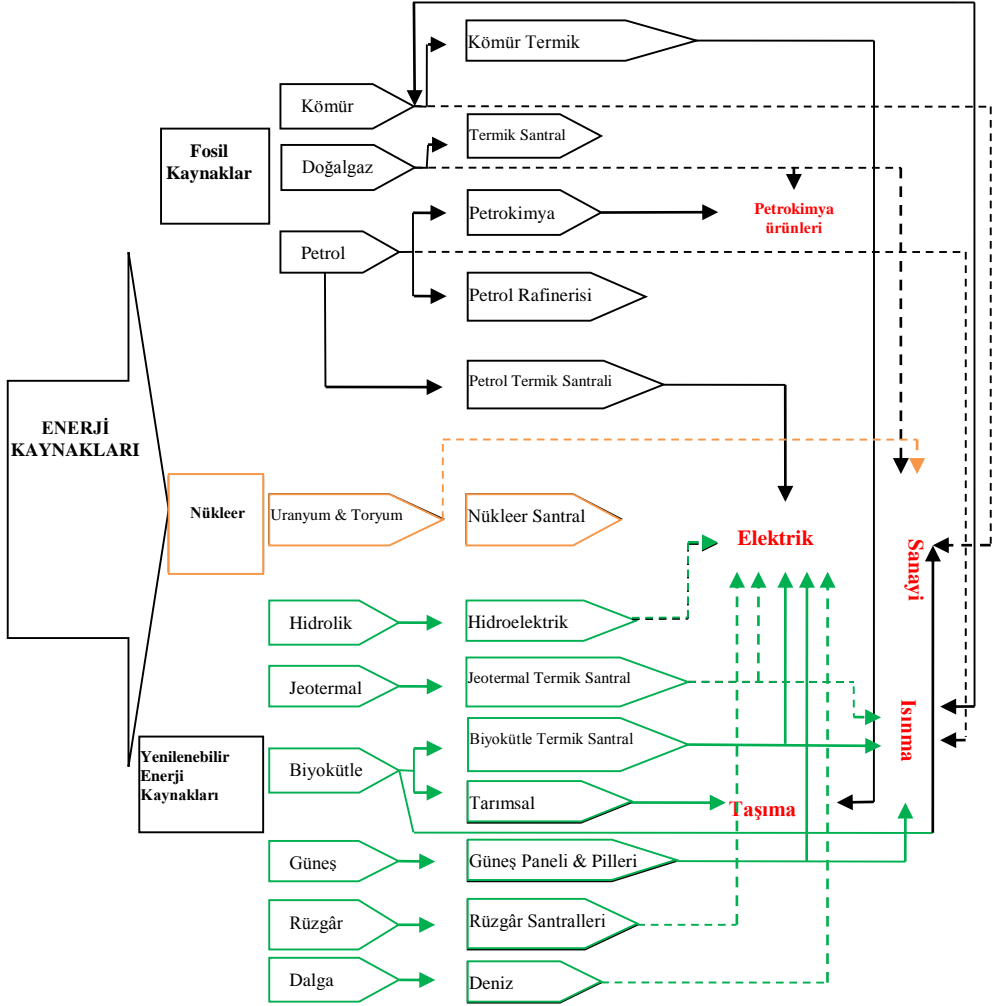 Kömür Termik
Kömür
Fosil
Kaynaklar
Termik Santral
Doğalgaz
Petrokimya
Petrokimya
ürünleri
Petrol
Petrol Rafinerisi
Petrol Termik Santrali
ENERJİ
KAYNAKLARI
Nükleer
Uranyum & Toryum
Nükleer Santral
Elektrik
Sanayi
Hidrolik
Hidroelektrik
Jeotermal
Jeotermal Termik Santral
Isınma
Yenilenebilir
Enerji
Kaynakları
Biyokütle
Biyokütle Termik Santral
Tarımsal
Taşıma
Güneş
Güneş Paneli & Pilleri
Rüzgâr
Rüzgâr Santralleri
Dalga
Deniz